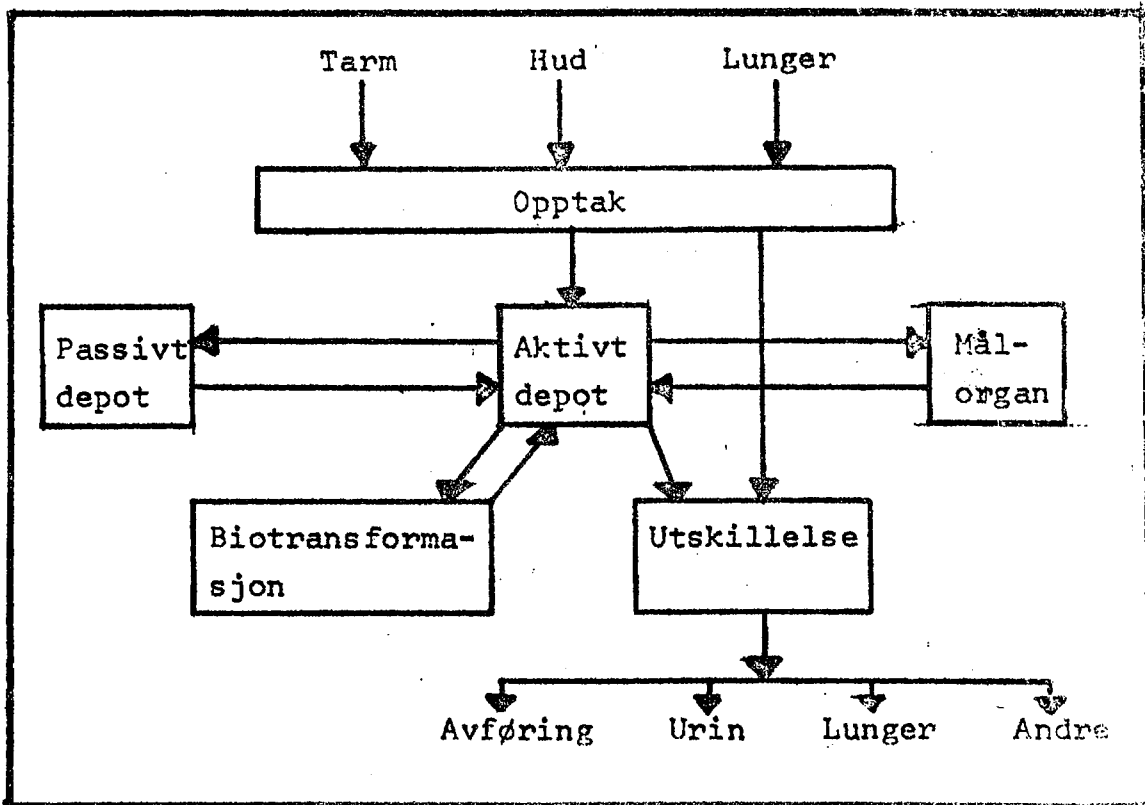 Tarm Hud Lunger
Opptak
Passivt
depot
Aktivt
depot
Mål-
organ
Biotransforma-
sjon
Utskillelse
Avføring Urin Lunger Andre